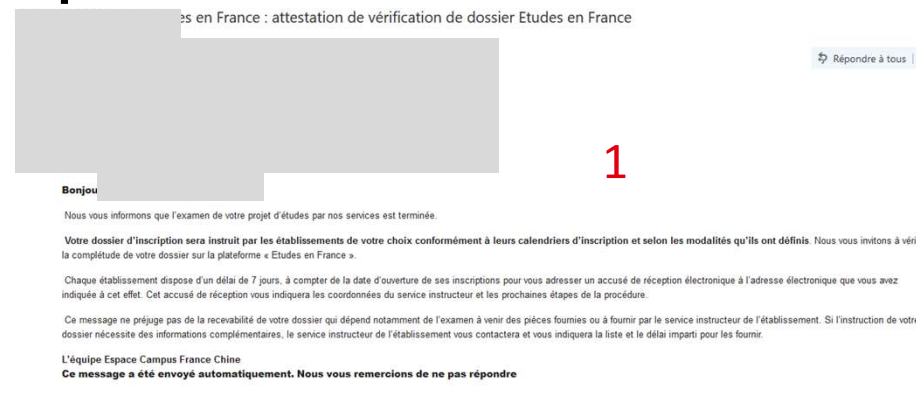 es en France : attestation de vérification de dossier Etudes en France
Répondre à tous |
1
Bonjou
Nous vous informons que l'examen de votre projet d'études par nos services est terminée.
Votre dossier d'inscription sera instruit par les établissements de votre choix conformément à leurs calendriers d'inscription et selon les modalités qu'ils ont définis. Nous vous invitons à véri
la complétude de votre dossier sur la plateforme « Etudes en France ».
Chaque établissement dispose d'un délai de 7 jours, à compter de la date d'ouverture de ses inscriptions pour vous adresser un accusé de réception électronique à l'adresse électronique que vous avez
indiquée à cet effet. Cet accusé de réception vous indiquera les coordonnées du service instructeur et les prochaines étapes de la procédure.
Ce message ne préjuge pas de la recevabilité de votre dossier qui dépend notamment de l'examen à venir des pièces fournies ou à fournir par le service instructeur de l'établissement. Si l'instruction de votre
dossier nécessite des informations complémentaires, le service instructeur de l'établissement vous contactera et vous indiquera la liste et le délai imparti pour les fournir.
L'équipe Espace Campus France Chine
Ce message a été envoyé automatiquement. Nous vous remercions de ne pas répondre